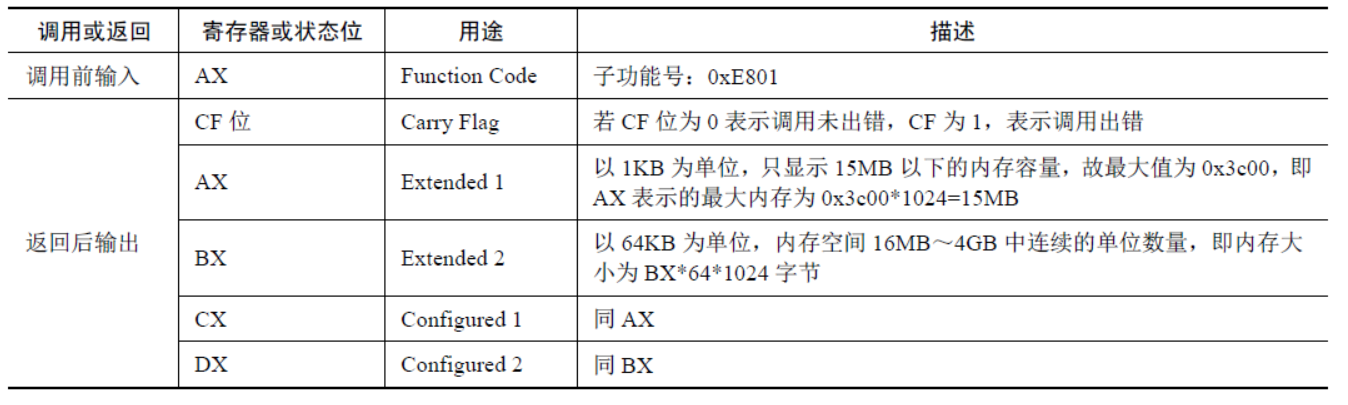 调用或返回 寄存器或状态位 用途 描述
调用前输入 AX Function Code 子功能号：0xE801
返回后输出
CF 位 Carry Flag 若 CF 位为 0 表示调用未出错，CF 为 1，表示调用出错
AX Extended 1 以 1KB 为单位，只显示 15MB 以下的内存容量，故最大值为 0x3c00，即
AX 表示的最大内存为 0x3c00*1024=15MB
BX Extended 2 以 64KB 为单位，内存空间 16MB～4GB 中连续的单位数量，即内存大
小为 BX*64*1024 字节
CX Configured 1 同 AX
DX Configured 2 同 BX